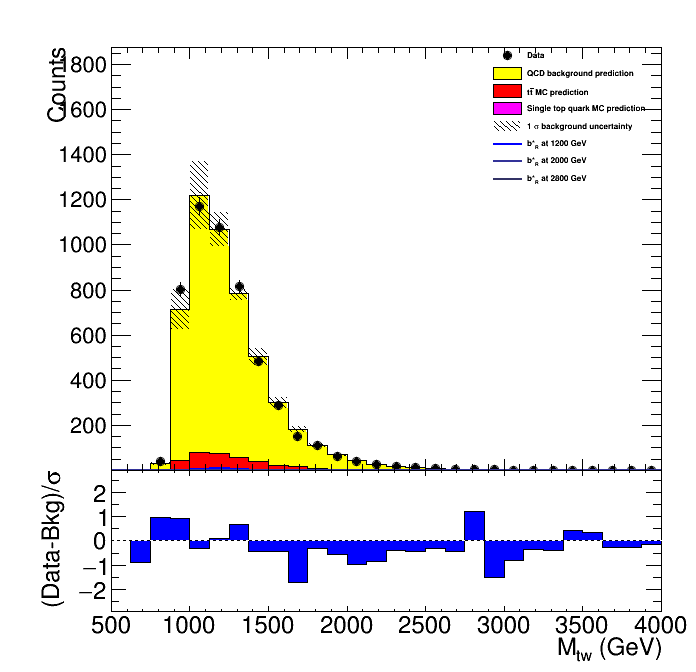 Counts
1800
1600
1400
1200
1000
800
600
400
200
Data
QCD background prediction
tt̄ MC prediction
Single top quark MC prediction
1 σ background uncertainty
b*R at 1200 GeV
b*R at 2000 GeV
b*R at 2800 GeV
(Data-Bkg)/σ
2
1
0
−1
−2
500 1000 1500 2000 2500 3000 3500 4000
Mtw (GeV)